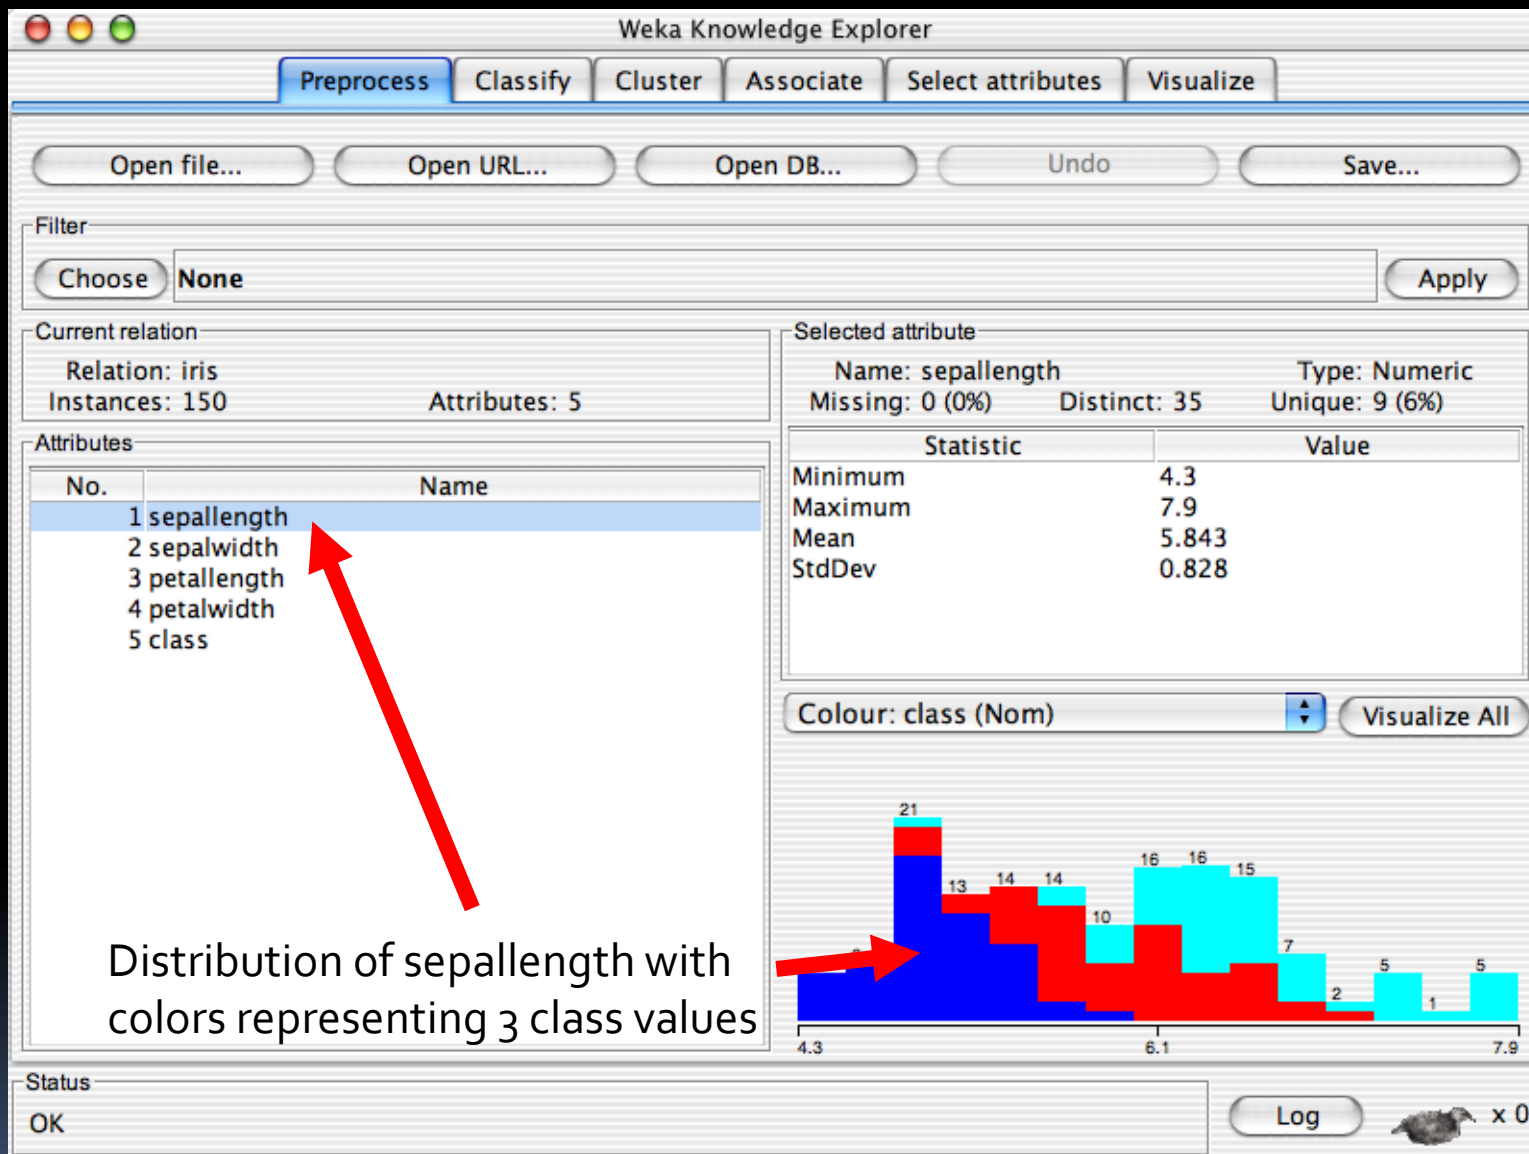 Weka Knowledge Explorer
Preprocess Classify Cluster Associate Select attributes Visualize
Open file... Open URL... Open DB... Undo Save...
Filter
Choose None Apply
Current relation
Relation: iris
Instances: 150 Attributes: 5
Attributes
No. Name
1 sepallength
2 sepalwidth
3 petallength
4 petalwidth
5 class
Selected attribute
Name: sepallength Type: Numeric
Missing: 0 (0%) Distinct: 35 Unique: 9 (6%)
Statistic Value
Minimum 4.3
Maximum 7.9
Mean 5.843
StdDev 0.828
Colour: class (Nom) Visualize All
21
13 14 14 10 16 16 15 7 2 5 1 5
4.3 6.1 7.9
Distribution of sepallength with
colors representing 3 class values
Status
OK
Log x 0